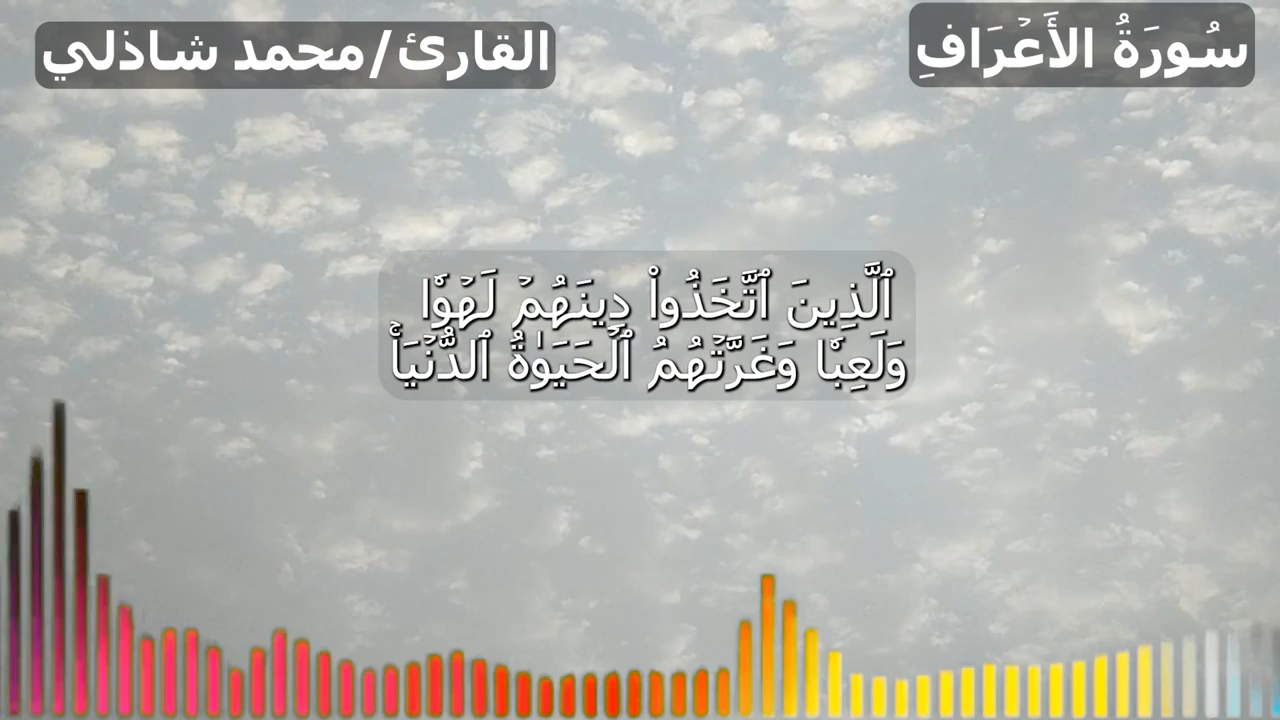 سُورَةُ الأَعۡرَافِ
القارئ/محمد شاذلي
ٱلَّذِينَ ٱتَّخَذُواْ دِينَهُمۡ لَهۡوٗا
وَلَعِبٗا وَغَرَّتۡهُمُ ٱلۡحَيَوٰةُ ٱلدُّنۡيَاۚ